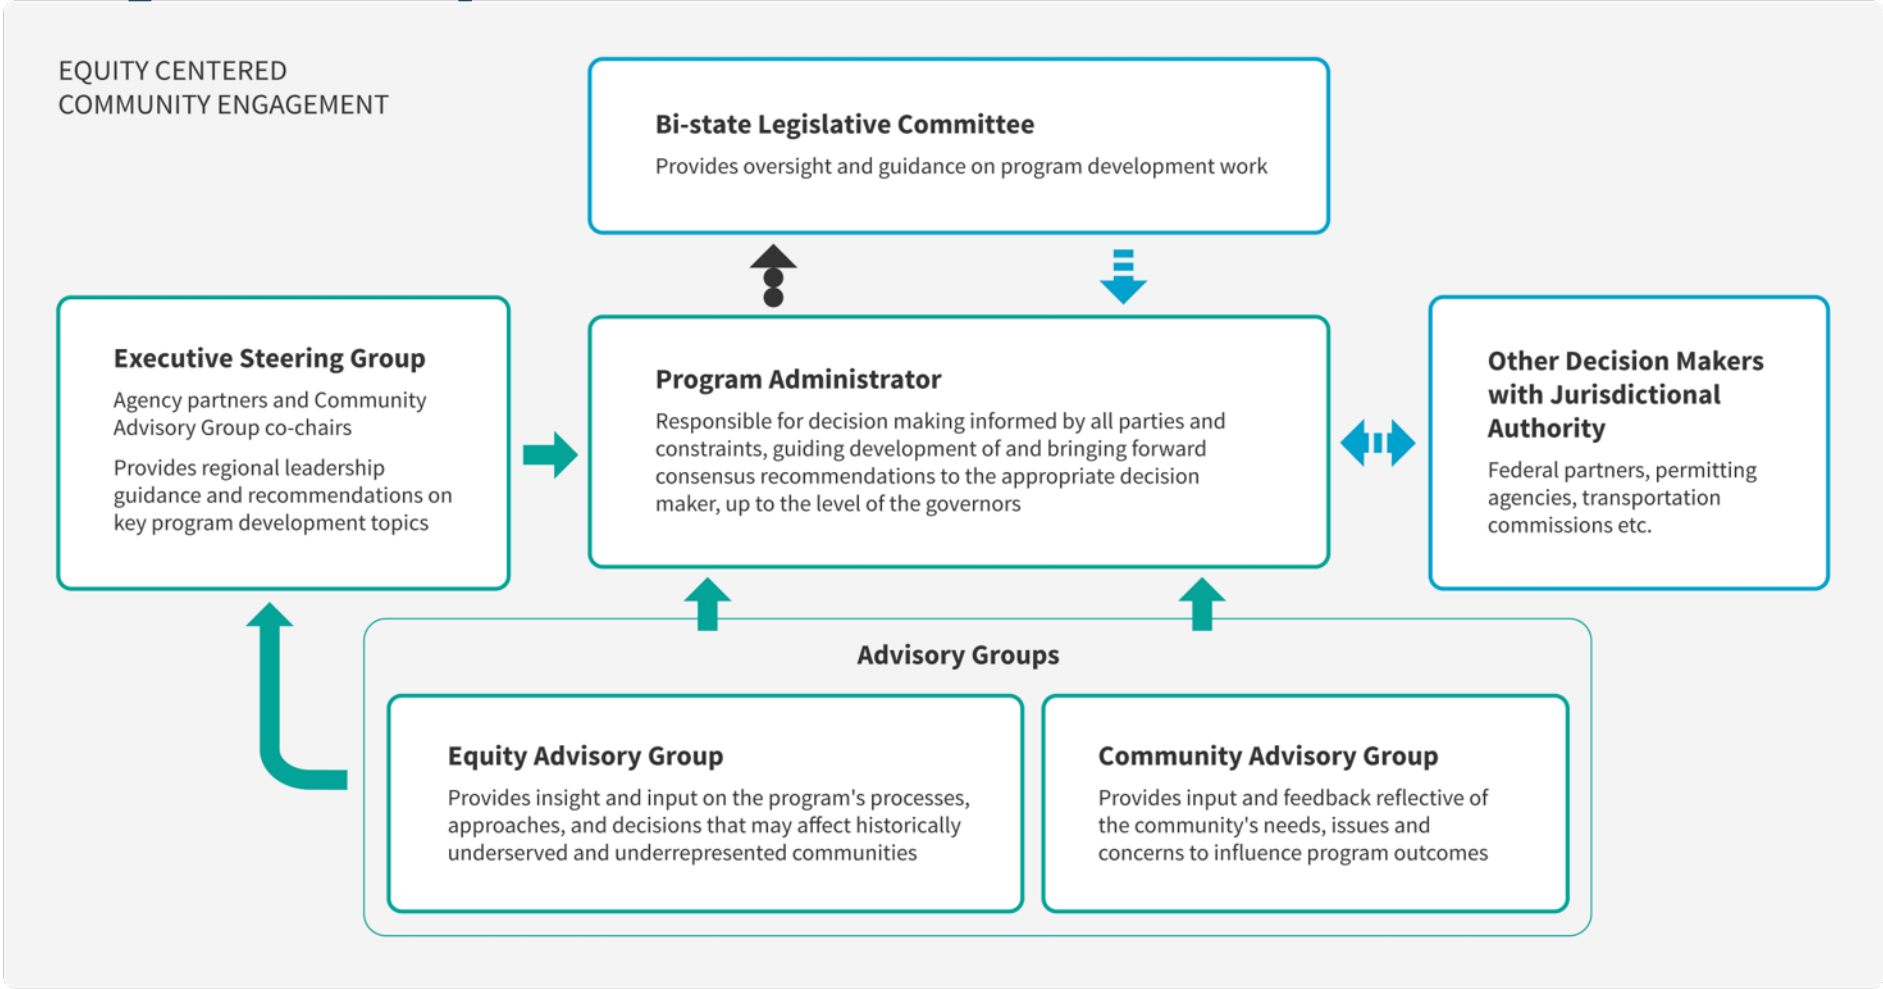 EQUITY CENTERED
COMMUNITY ENGAGEMENT
Bi-state Legislative Committee
Provides oversight and guidance on program development work
Executive Steering Group
Agency partners and Community
Advisory Group co-chairs
Provides regional leadership
guidance and recommendations on
key program development topics
Program Administrator
Responsible for decision making informed by all parties and
constraints, guiding development of and bringing forward
consensus recommendations to the appropriate decision
maker, up to the level of the governors
Other Decision Makers
with Jurisdictional
Authority
Federal partners, permitting
agencies, transportation
commissions etc.
Advisory Groups
Equity Advisory Group
Provides insight and input on the program's processes,
approaches, and decisions that may affect historically
underserved and underrepresented communities
Community Advisory Group
Provides input and feedback reflective of
the community's needs, issues and
concerns to influence program outcomes